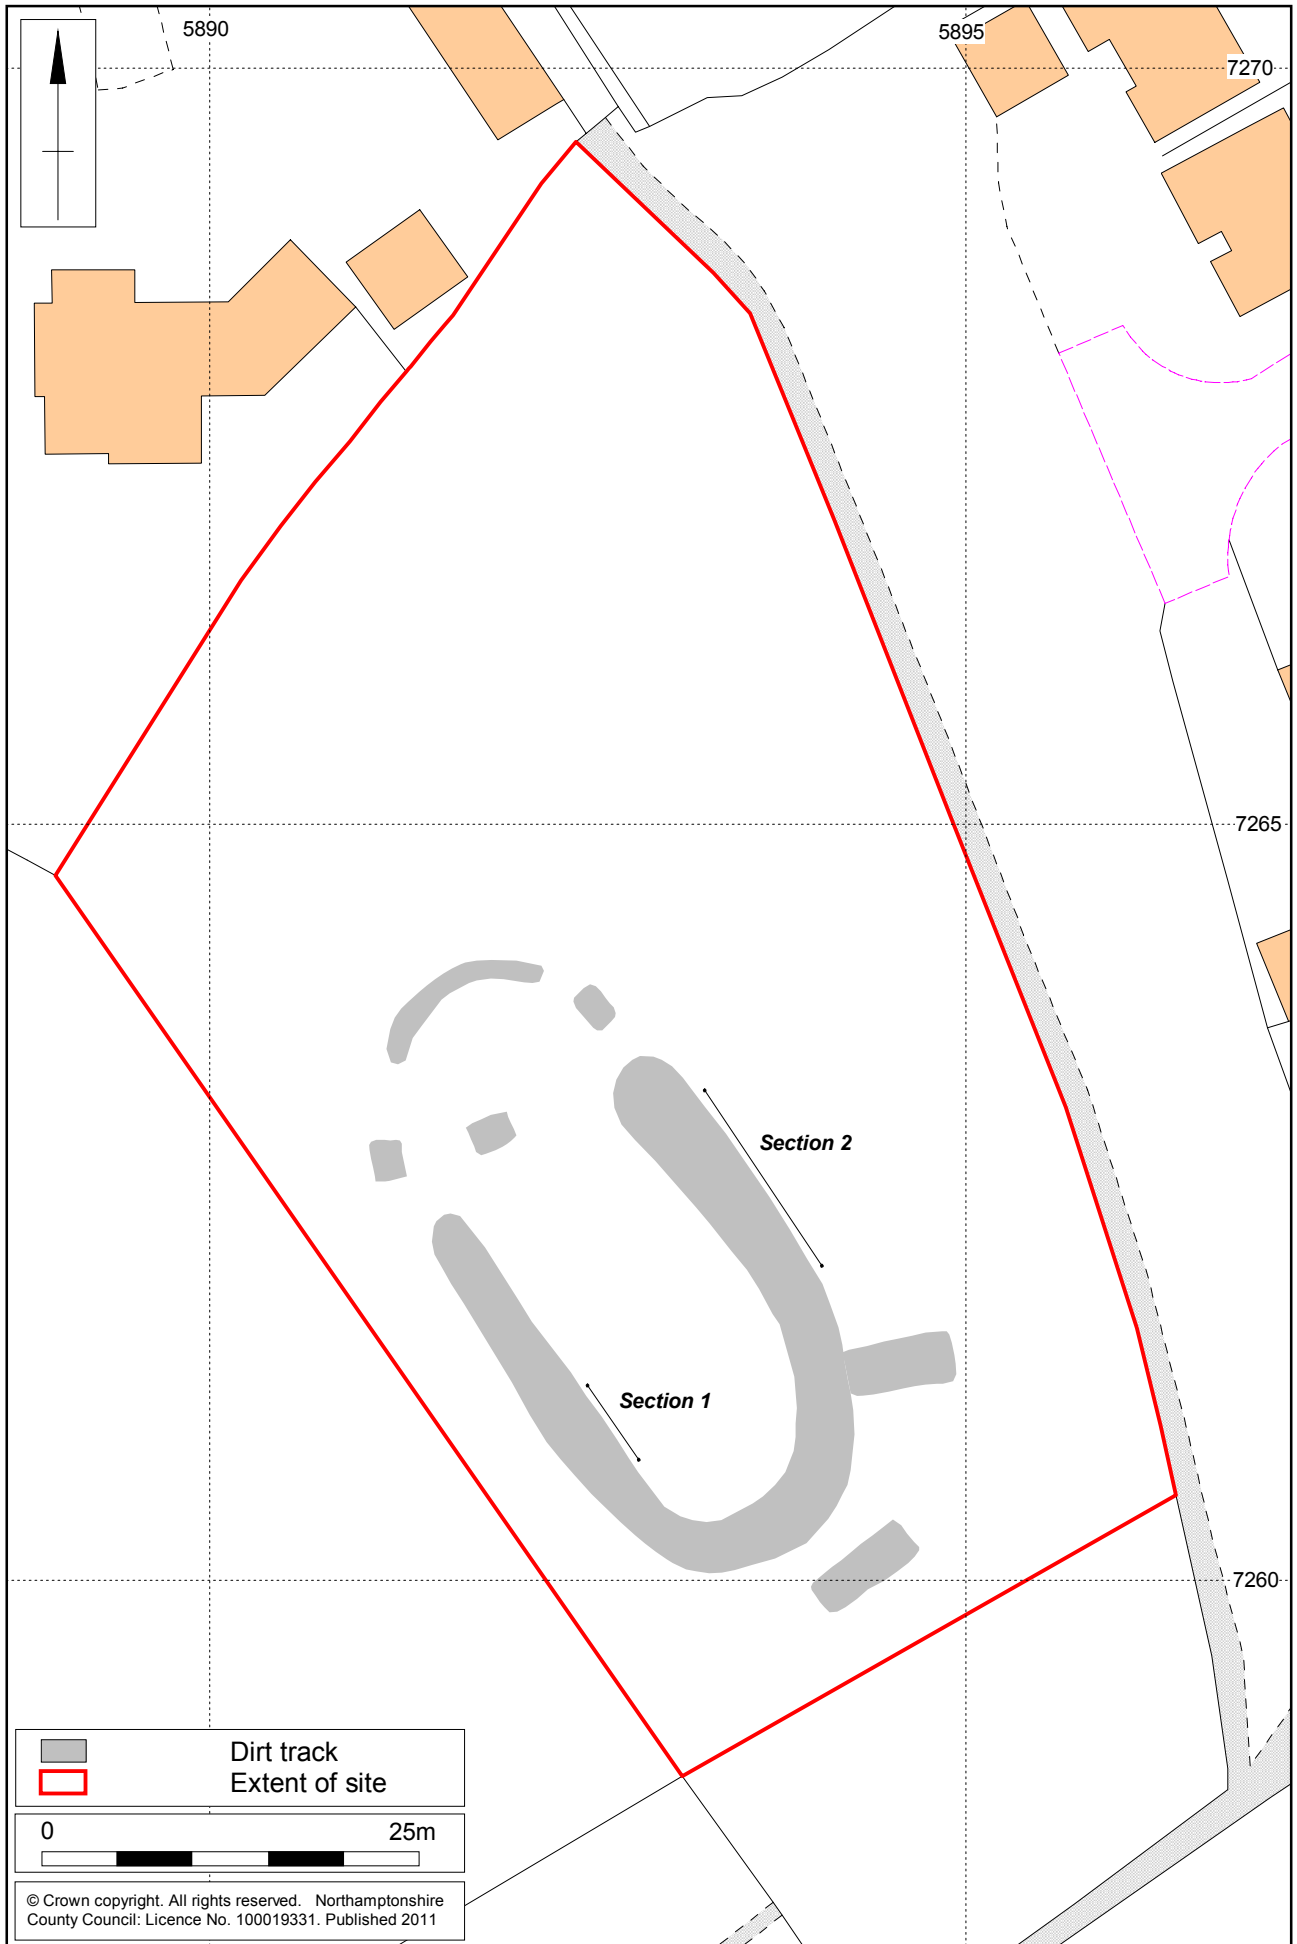 5890
5895
7270
7265
Section 2
Section 1
7260
Dirt track
Extent of site
0 25m
© Crown copyright. All rights reserved. Northamptonshire
County Council: Licence No. 100019331. Published 2011